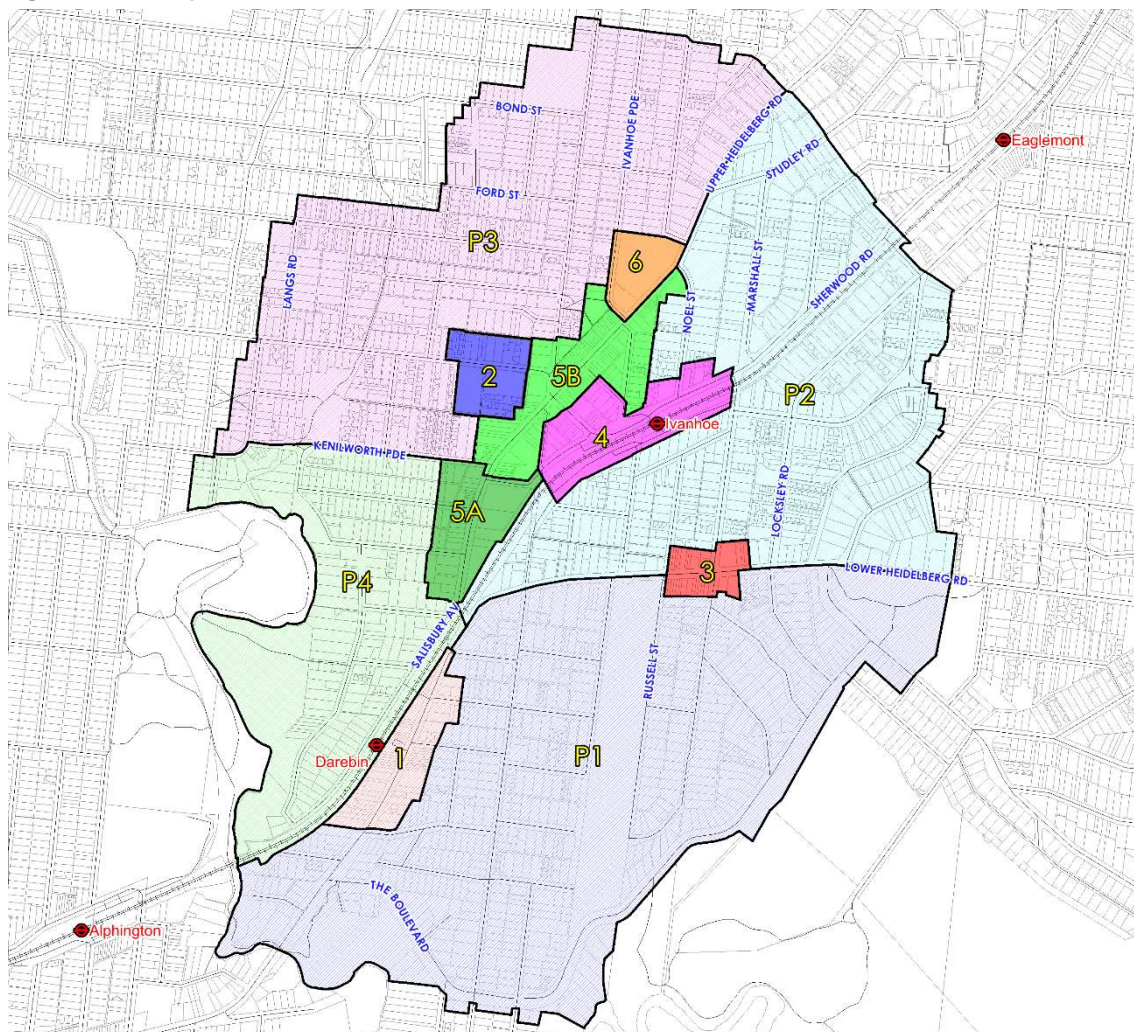 BOND ST
IVANHOE PDE
UPPER HEIDELBERG RD
STUDLEY RD
Eaglemont
FORD ST
P3
6
MARSHALL ST
SHERWOOD RD
LANGS RD
NOEL ST
2
5B
P2
4
Ivanhoe
KENILWORTH PDE
5A
LOCKSLEY RD
P4
3
LOWER HEIDELBERG RD
SALISBURY AV
RUSSELL ST
Darebin
1
P1
THE BOULEVARD
Alphington